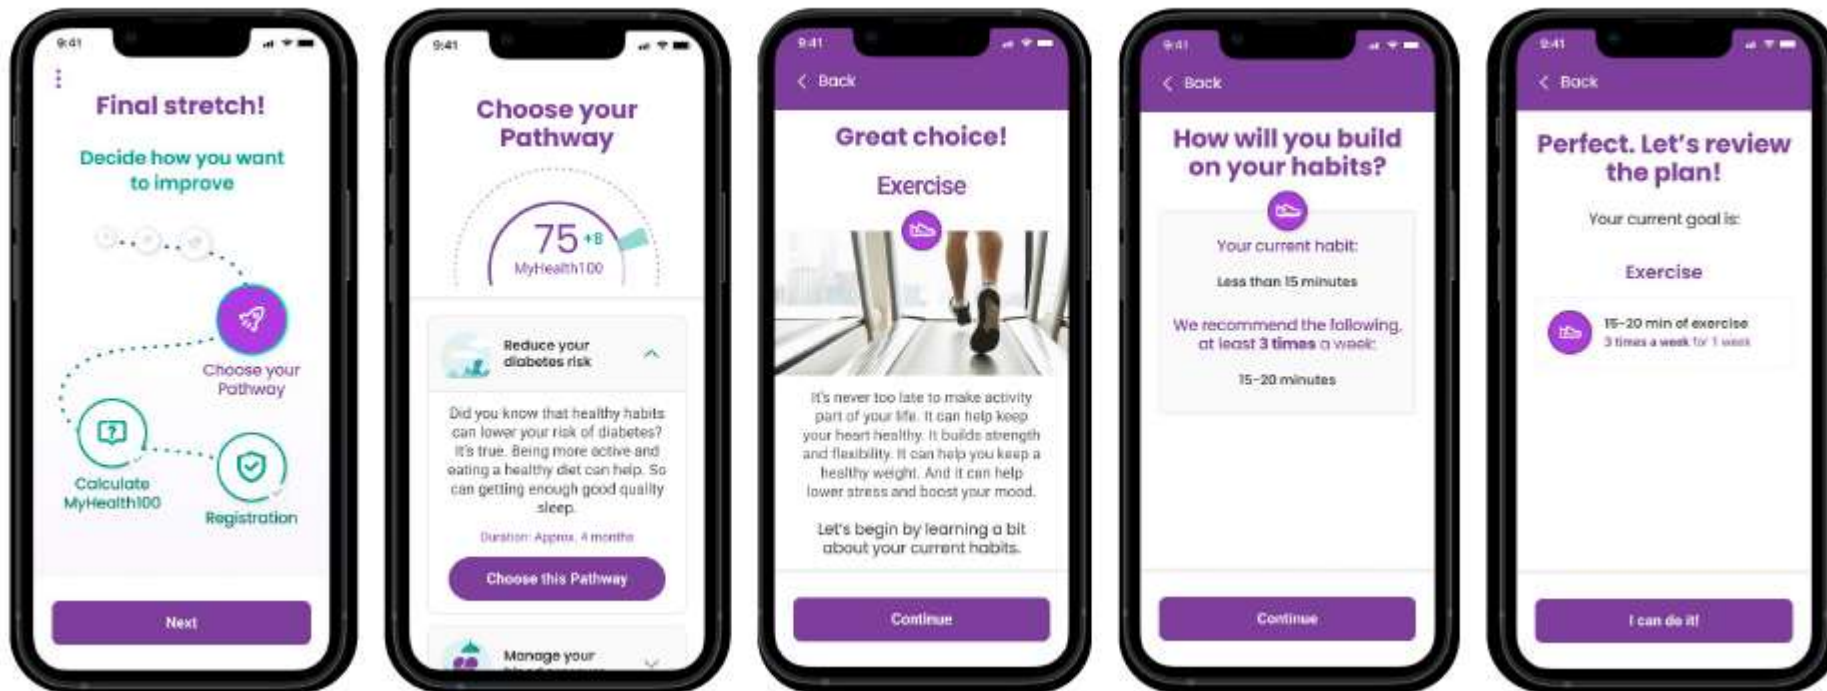 9:41
Final stretch!
Decide how you want
to improve
Choose your
Pathway
Calculate
MyHealth100
Registration
Next
9:41
Choose your
Pathway
75 +8
MyHealth100
Reduce your
diabetes risk
Did you know that healthy habits
can lower your risk of diabetes?
It's true. Being more active and
eating a healthy diet can help. So
can getting enough good quality
sleep.
Duration: Approx. 4 months
Choose this Pathway
Manage your
9:41
< Back
Great choice!
Exercise
It's never too late to make activity
part of your life. It can help keep
your heart healthy. It builds strength
and flexibility. It can help you keep a
healthy weight. And it can help
lower stress and boost your mood.
Let's begin by learning a bit
about your current habits.
Continue
9:41
< Back
How will you build
on your habits?
Your current habit:
Less than 15 minutes
We recommend the following,
at least 3 times a week:
15-20 minutes
Continue
9:41
< Back
Perfect. Let's review
the plan!
Your current goal is:
Exercise
15-20 min of exercise
3 times a week for 1 week
I can do it!